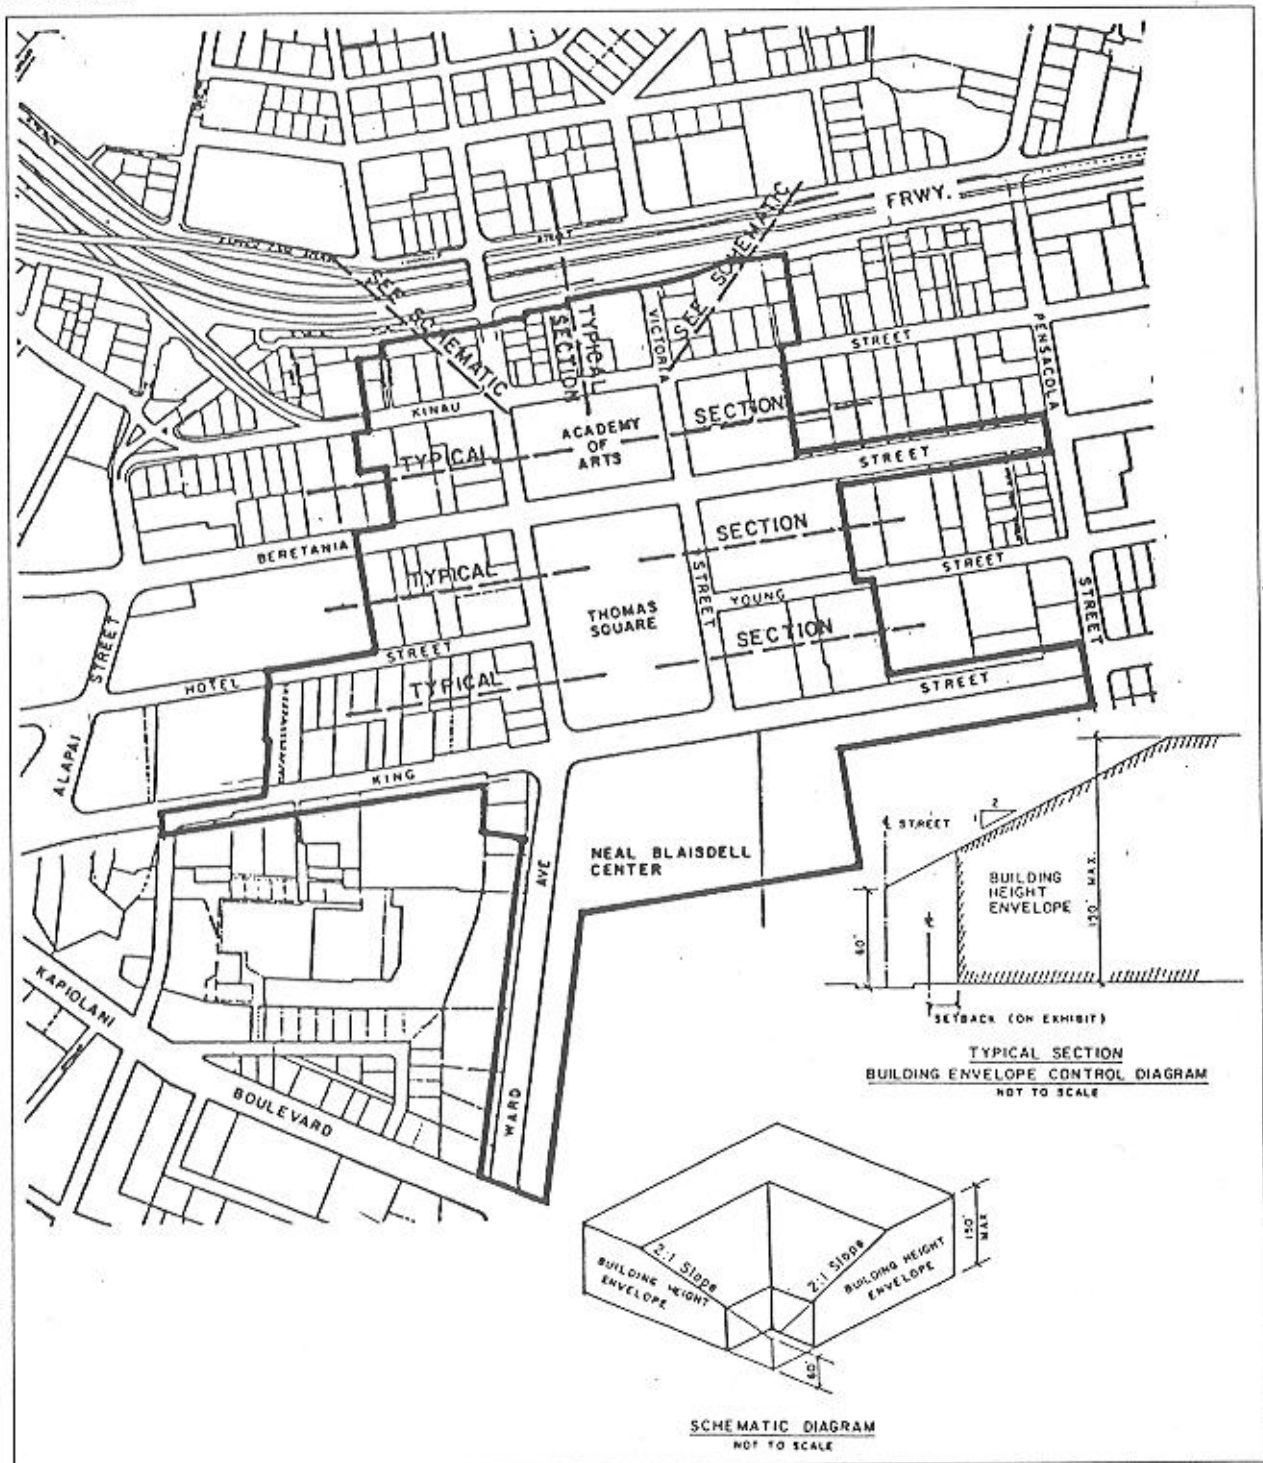 FRWY.
SEE SCHEMATIC
SEE SCHEMATIC
TYPICAL
SECTION
VICTORIA
STREET
PENSACOLA
KINAU
ACADEMY
OF
ARTS
SECTION
TYPICAL
STREET
BERETANIA
SECTION
TYPICAL
STREET
STREET
YOUNG
THOMAS
SQUARE
STREET
SECTION
STREET
STREET
HOTEL
TYPICAL
STREET
ALAPAI
KING
AVE
NEAL BLAISDELL
CENTER
WARD
KAPIOLANI
BOULEVARD
STREET
2
1
BUILDING
HEIGHT
ENVELOPE
150' MAX.
60'
SETBACK (ON EXHIBIT)
TYPICAL SECTION
BUILDING ENVELOPE CONTROL DIAGRAM
NOT TO SCALE
2:1 Slope
2:1 Slope
BUILDING HEIGHT
ENVELOPE
BUILDING HEIGHT
ENVELOPE
150'
MAX
60'
SCHEMATIC DIAGRAM
NOT TO SCALE